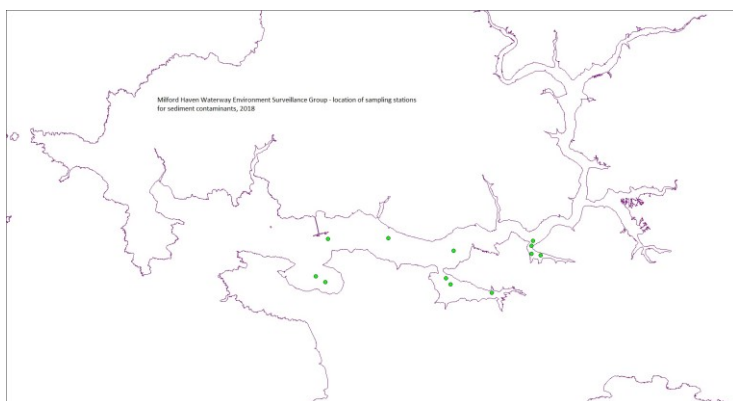 Milford Haven Waterway Environment Surveillance Group - location of sampling stations
for sediment contaminants, 2018